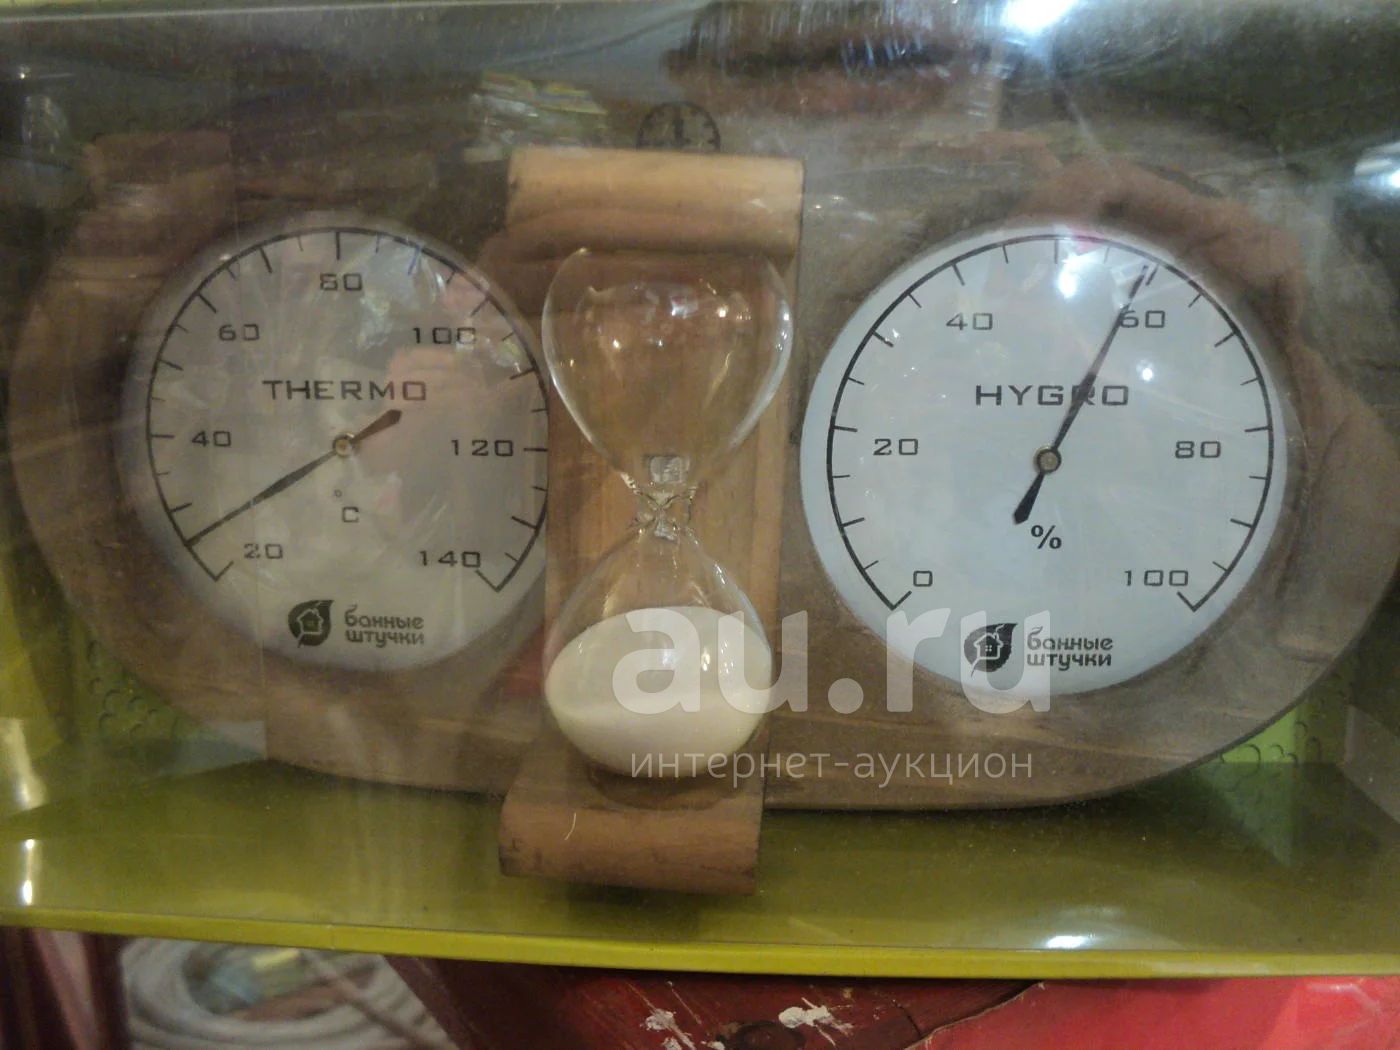 80
60
100
THERMO
40
120
°C
20
140
банные
штучки
40
60
HYGRO
20
80
%
0
100
банные
штучки
au.ru
интернет-аукцион